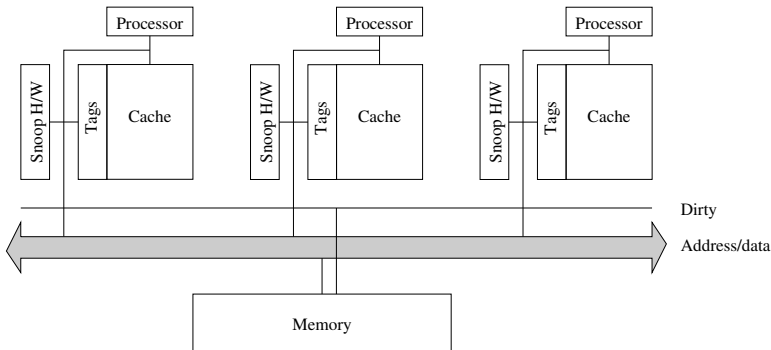 Processor
Processor
Processor
Snoop H/W
Tags
Cache
Snoop H/W
Tags
Cache
Snoop H/W
Tags
Cache
Dirty
Address/data
Memory